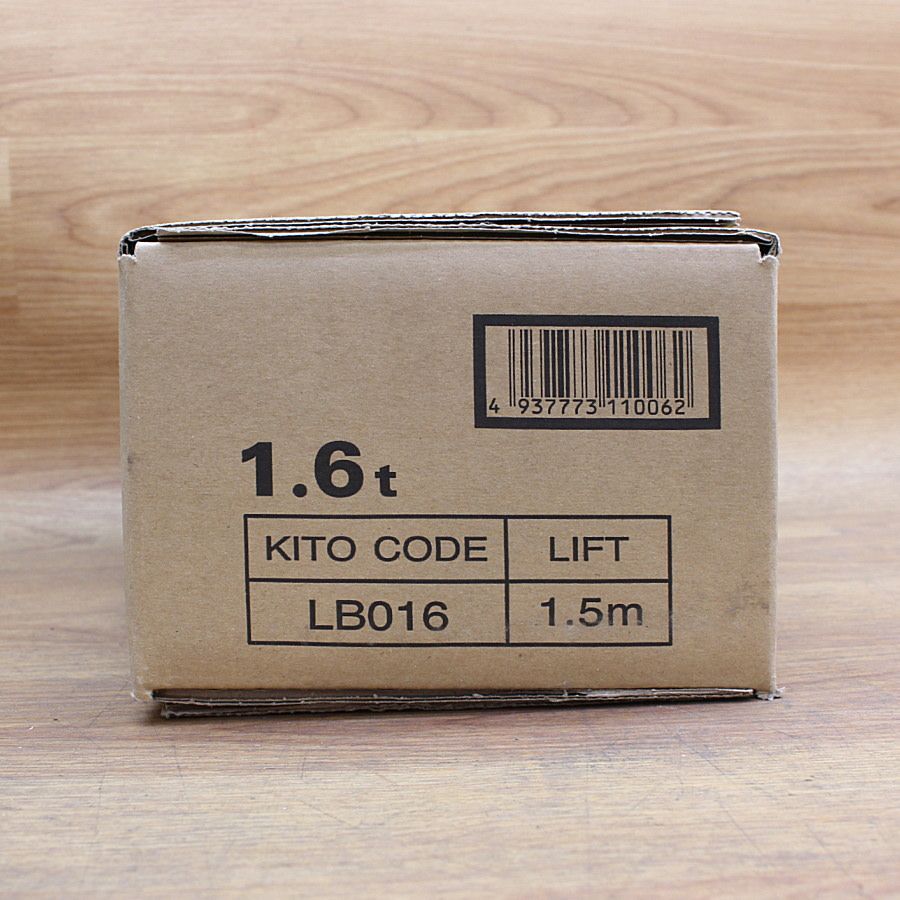 4 937773 110062
1.6t
KITO CODE LIFT
LB016 1.5m